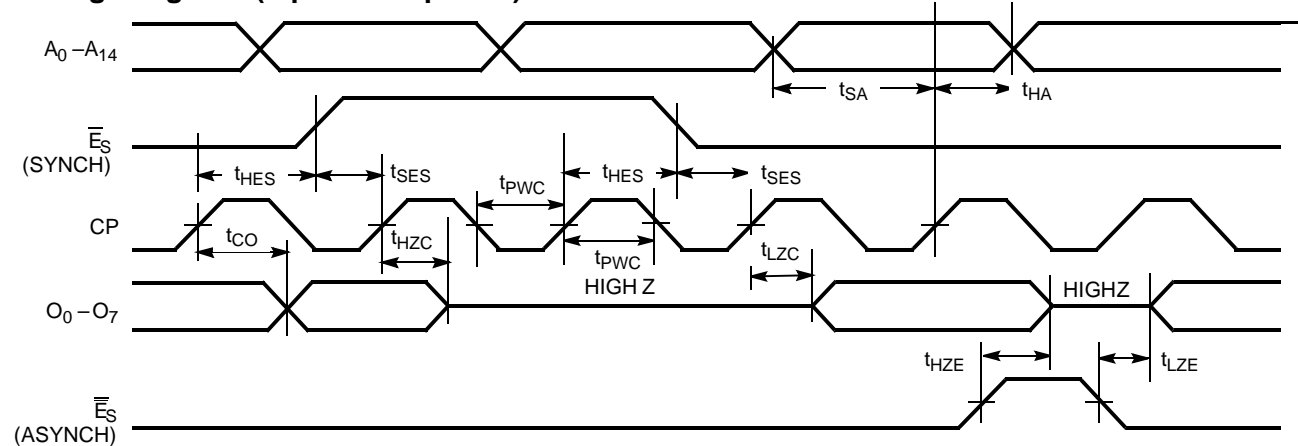 A0–A14
tSA
tHA
ES
(SYNCH)
tHES
tSES
tPWC
tHES
tSES
CP
tCO
tHZC
tPWC
tLZC
HIGH Z
HIGHZ
O0–O7
tHZE
tLZE
ES
(ASYNCH)